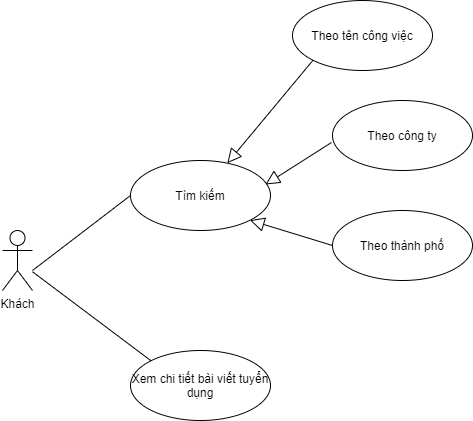 Theo tên công việc
Theo công ty
Tìm kiếm
Theo thành phố
Khách
Xem chi tiết bài viết tuyển
dụng